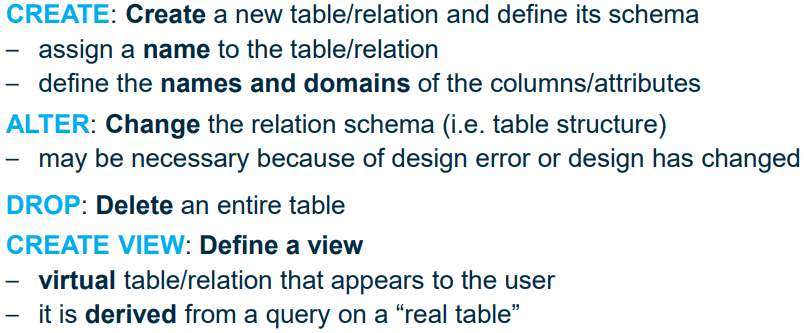 CREATE: Create a new table/relation and define its schema
– assign a name to the table/relation
– define the names and domains of the columns/attributes
ALTER: Change the relation schema (i.e. table structure)
– may be necessary because of design error or design has changed
DROP: Delete an entire table
CREATE VIEW: Define a view
– virtual table/relation that appears to the user
– it is derived from a query on a “real table”